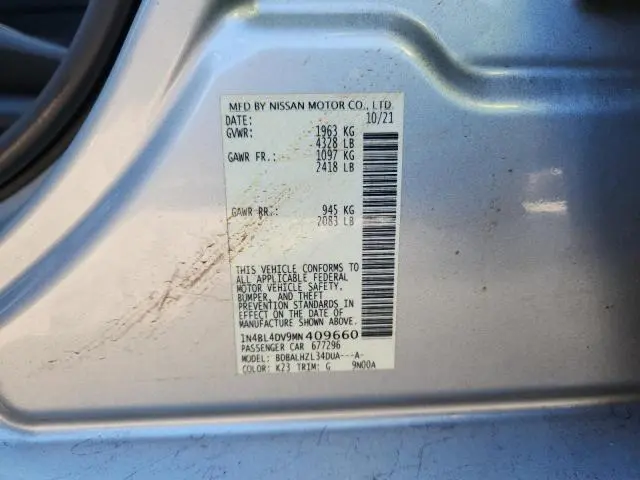 MFD BY NISSAN MOTOR CO., LTD.
DATE: 10/21
GVWR: 1963 KG
4328 LB
GAWR FR.: 1097 KG
2418 LB
GAWR RR.: 945 KG
2083 LB
THIS VEHICLE CONFORMS TO
ALL APPLICABLE FEDERAL
MOTOR VEHICLE SAFETY,
BUMPER, AND THEFT
PREVENTION STANDARDS IN
EFFECT ON THE DATE OF
MANUFACTURE SHOWN ABOVE.
1N4BL4DV9MN409660
PASSENGER CAR 677296
MODEL: BDBALHZL34DUA---A-
COLOR: K23 TRIM: G 9N00A